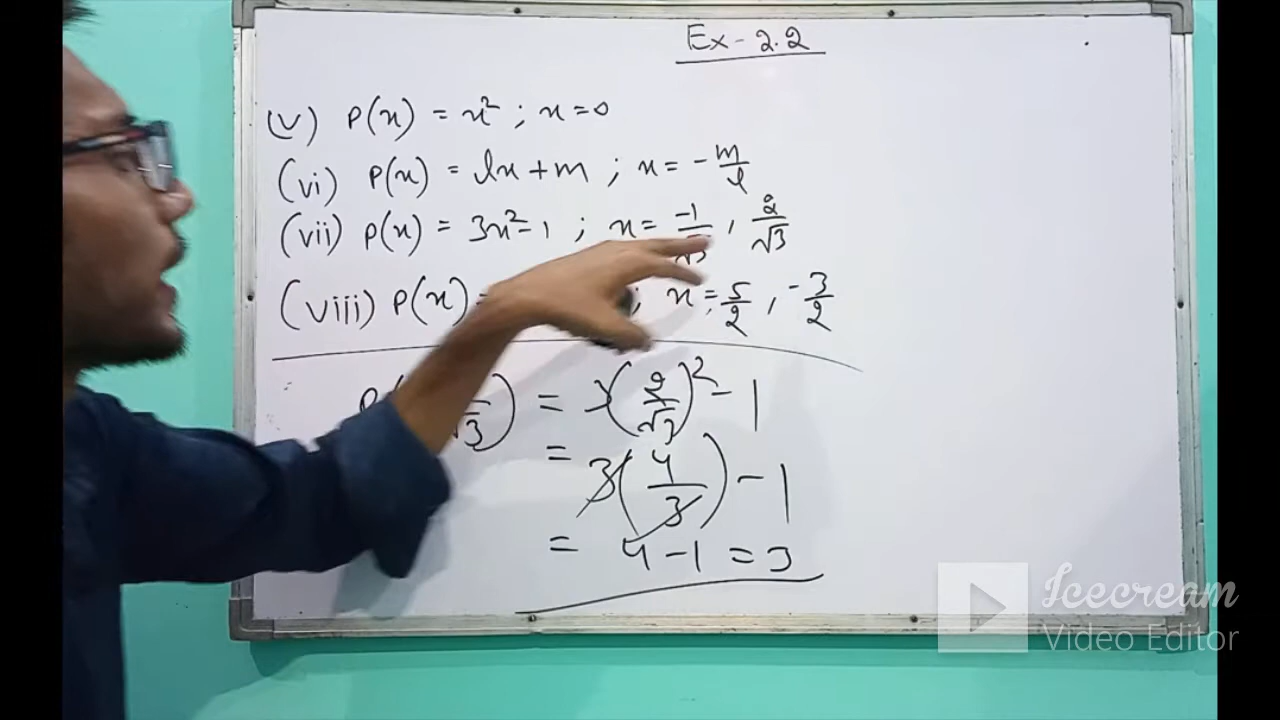 Ex - 2.2
(v) P(x) = x² ; x = 0
(vi) P(x) = lx + m ; x = -m/l
(vii) P(x) = 3x² - 1 ; x = -1/√3 , 2/√3
(viii) P(x) = ; x = 5/2 , -3/2
= 3(2/√3)² - 1
= 3(4/3) - 1
= 4 - 1 = 3
Icecream
Video Editor